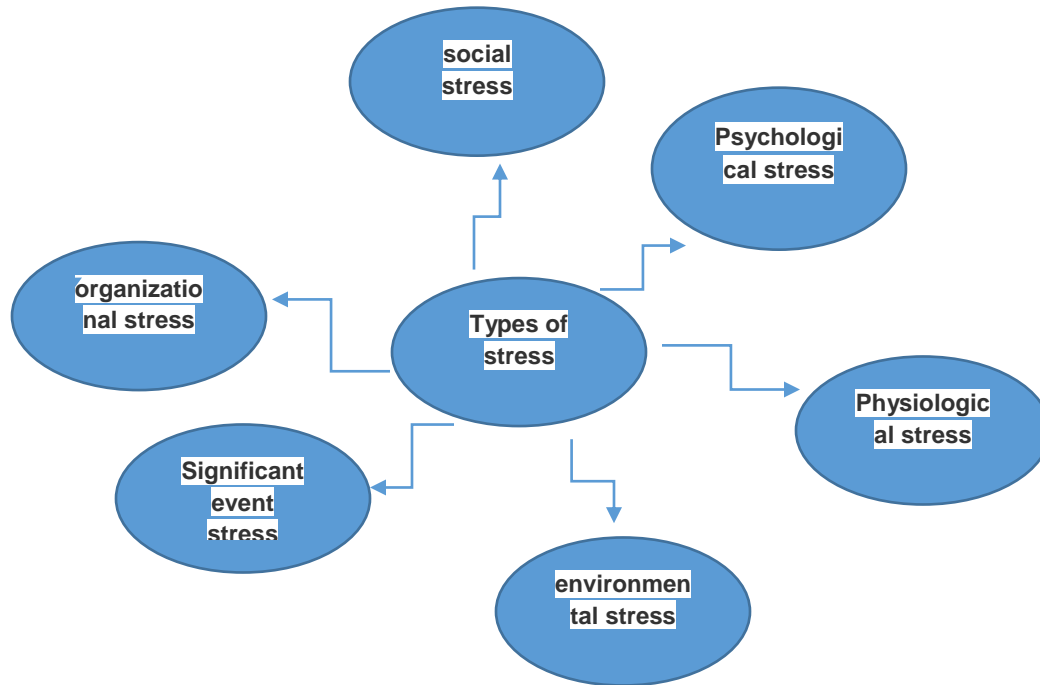 social
stress
Psychologi
cal stress
organizatio
nal stress
Types of
stress
Physiologic
al stress
Significant
event
stress
environmen
tal stress